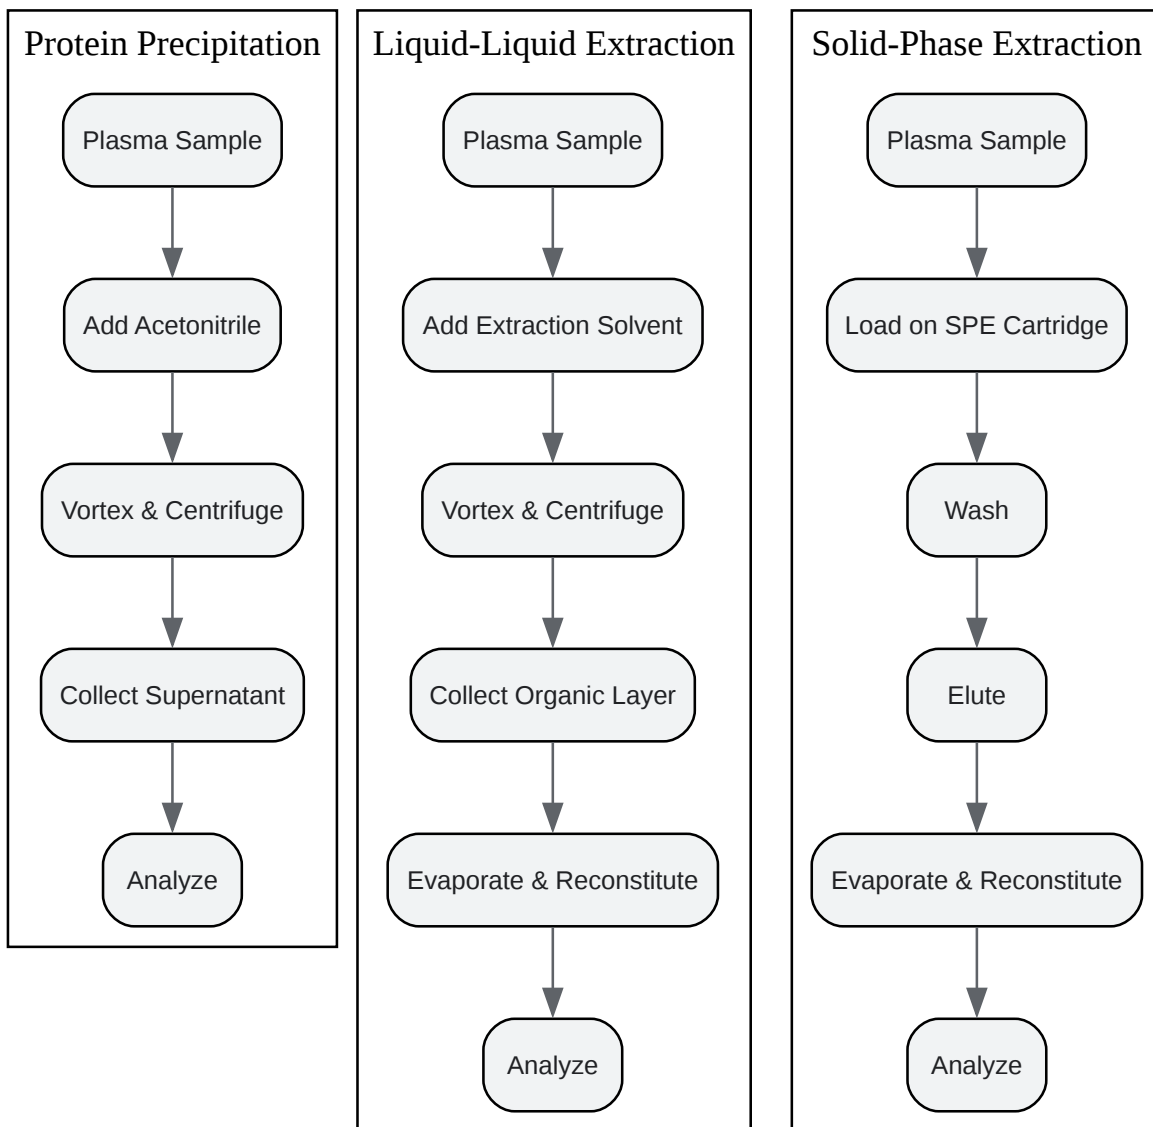 Protein Precipitation
Plasma Sample
Add Acetonitrile
Vortex & Centrifuge
Collect Supernatant
Analyze
Liquid-Liquid Extraction
Plasma Sample
Add Extraction Solvent
Vortex & Centrifuge
Collect Organic Layer
Evaporate & Reconstitute
Analyze
Solid-Phase Extraction
Plasma Sample
Load on SPE Cartridge
Wash
Elute
Evaporate & Reconstitute
Analyze